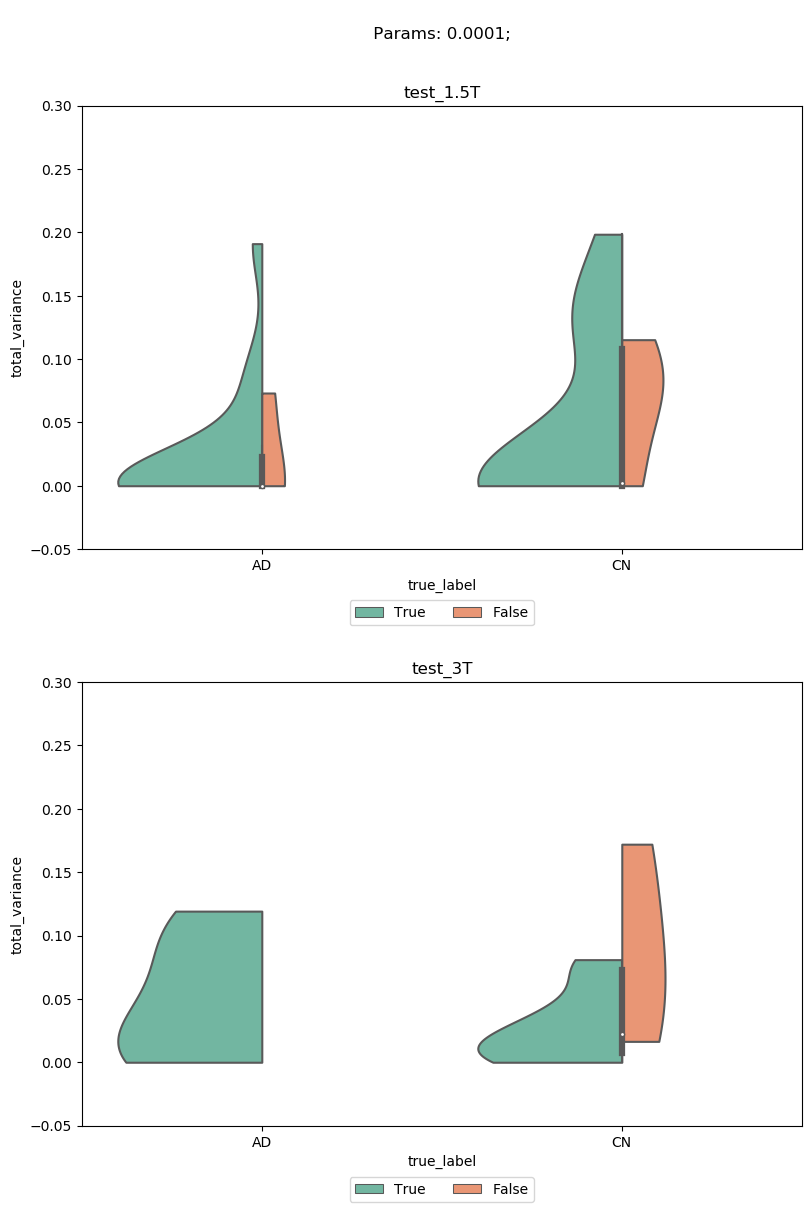 Params: 0.0001;
test_1.5T
0.30
0.25
0.20
0.15
0.10
0.05
0.00
−0.05
total_variance
AD CN
true_label
True False
test_3T
0.30
0.25
0.20
0.15
0.10
0.05
0.00
−0.05
total_variance
AD CN
true_label
True False